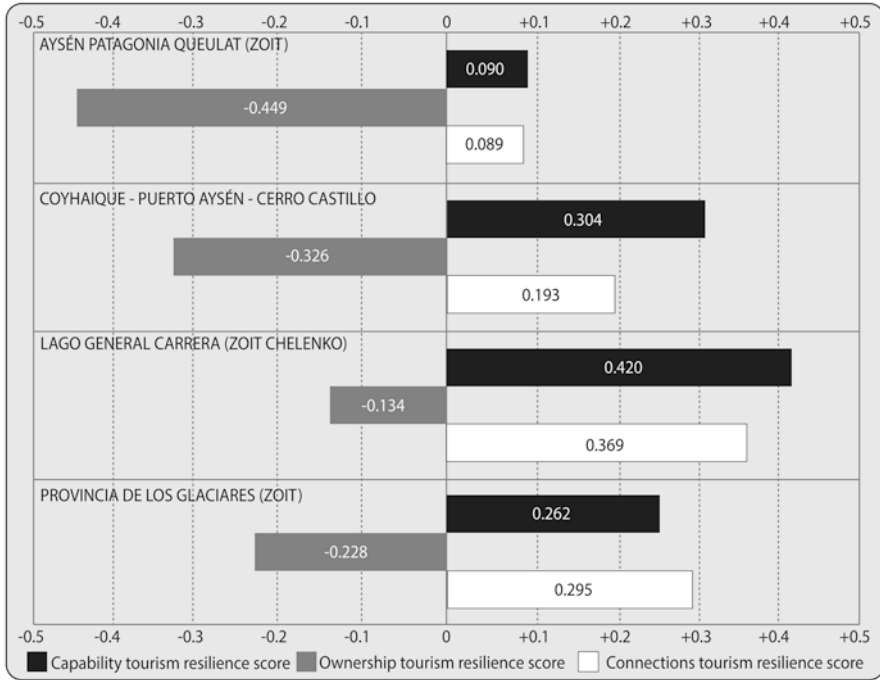 -0.5 -0.4 -0.3 -0.2 -0.1 0 +0.1 +0.2 +0.3 +0.4 +0.5
AYSÉN PATAGONIA QUEULAT (ZOIT)
0.090
-0.449
0.089
COYHAIQUE - PUERTO AYSÉN - CERRO CASTILLO
0.304
-0.326
0.193
LAGO GENERAL CARRERA (ZOIT CHELENKO)
0.420
-0.134
0.369
PROVINCIA DE LOS GLACIARES (ZOIT)
0.262
-0.228
0.295
-0.5 -0.4 -0.3 -0.2 -0.1 0 +0.1 +0.2 +0.3 +0.4 +0.5
Capability tourism resilience score Ownership tourism resilience score Connections tourism resilience score